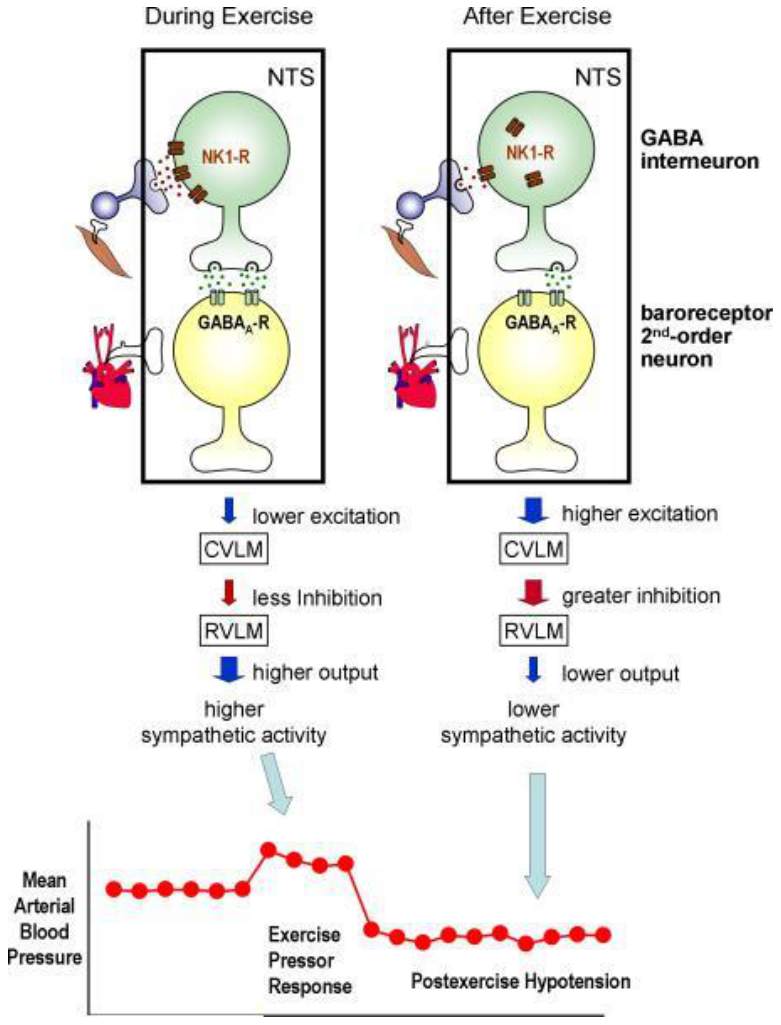 During Exercise
After Exercise
NTS
NTS
NK1-R
NK1-R
GABA
interneuron
GABAA-R
GABAA-R
baroreceptor
2nd-order
neuron
lower excitation
higher excitation
CVLM
CVLM
less Inhibition
greater inhibition
RVLM
RVLM
higher output
lower output
higher
sympathetic activity
lower
sympathetic activity
Mean
Arterial
Blood
Pressure
Exercise
Pressor
Response
Postexercise Hypotension